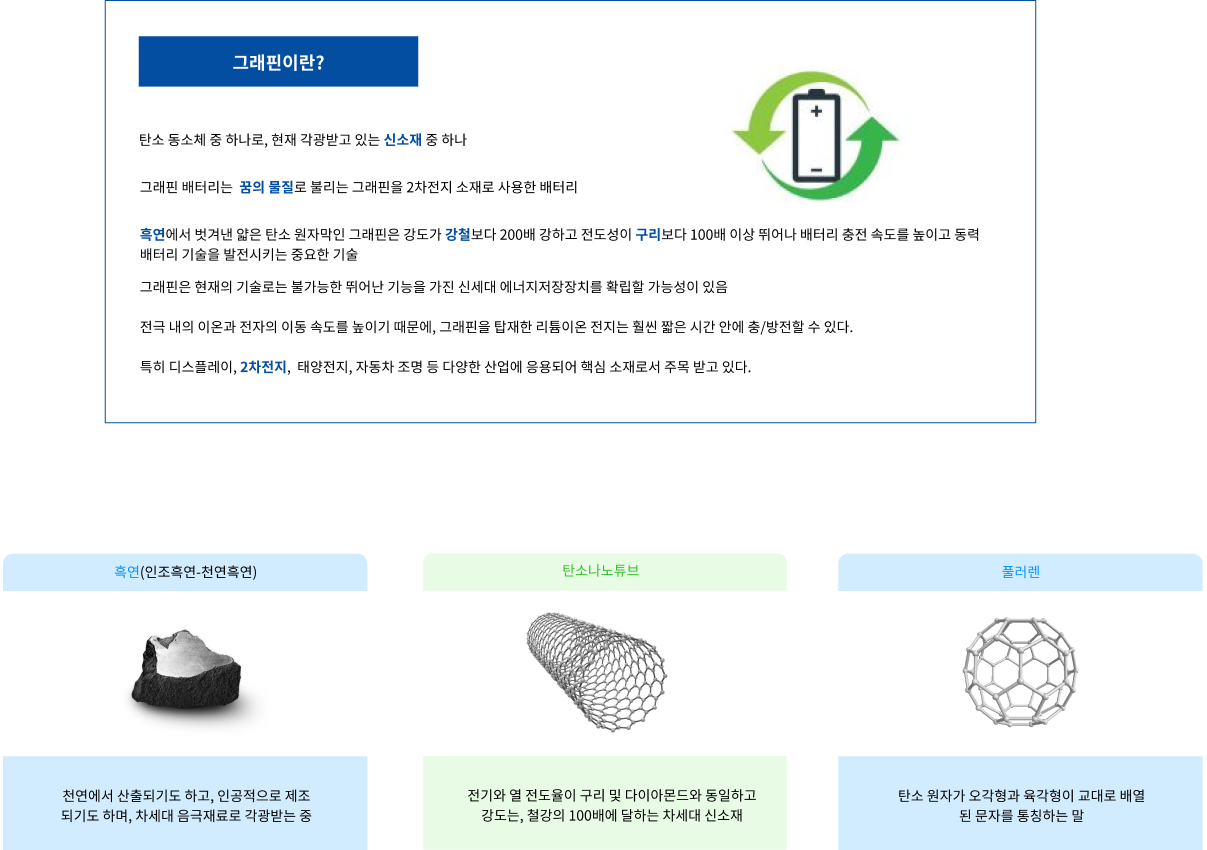 그래핀이란?
탄소 동소체 중 하나로, 현재 각광받고 있는 신소재 중 하나
그래핀 배터리는 꿈의 물질로 불리는 그래핀을 2차전지 소재로 사용한 배터리
흑연에서 벗겨낸 얇은 탄소 원자막인 그래핀은 강도가 강철보다 200배 강하고 전도성이 구리보다 100배 이상 뛰어나 배터리 충전 속도를 높이고 동력
배터리 기술을 발전시키는 중요한 기술
그래핀은 현재의 기술로는 불가능한 뛰어난 기능을 가진 신세대 에너지저장장치를 확립할 가능성이 있음
전극 내의 이온과 전자의 이동 속도를 높이기 때문에, 그래핀을 탑재한 리튬이온 전지는 훨씬 짧은 시간 안에 충/방전할 수 있다.
특히 디스플레이, 2차전지, 태양전지, 자동차 조명 등 다양한 산업에 응용되어 핵심 소재로서 주목 받고 있다.
흑연(인조흑연-천연흑연)
천연에서 산출되기도 하고, 인공적으로 제조
되기도 하며, 차세대 음극재료로 각광받는 중
탄소나노튜브
전기와 열 전도율이 구리 및 다이아몬드와 동일하고
강도는, 철강의 100배에 달하는 차세대 신소재
풀러렌
탄소 원자가 오각형과 육각형이 교대로 배열
된 문자를 통칭하는 말